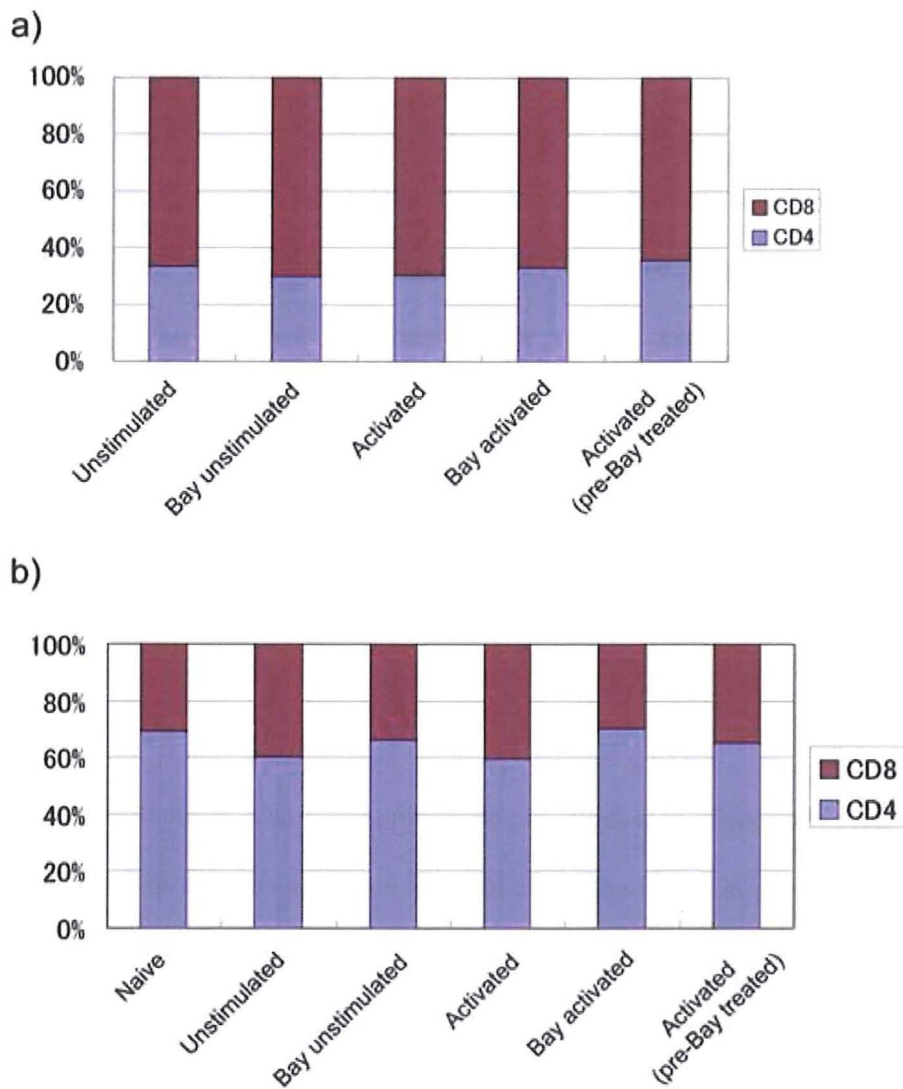 a)
100%
80%
60%
40%
20%
0%
CD8
CD4
Unstimulated
Bay unstimulated
Activated
Bay activated
Activated
(pre-Bay treated)
b)
100%
80%
60%
40%
20%
0%
CD8
CD4
Naive
Unstimulated
Bay unstimulated
Activated
Bay activated
Activated
(pre-Bay treated)